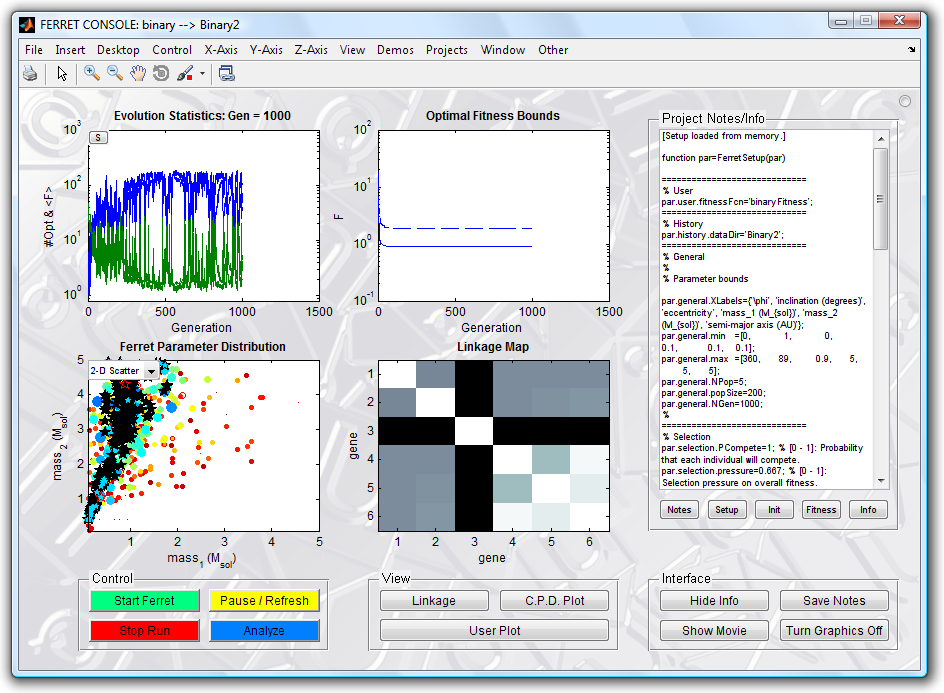 FERRET CONSOLE: binary --> Binary2
File Insert Desktop Control X-Axis Y-Axis Z-Axis View Demos Projects Window Other
Evolution Statistics: Gen = 1000
S
10^3
10^2
10^1
10^0
#Opt & <F>
0 500 1000 1500
Generation
Optimal Fitness Bounds
10^2
10^1
10^0
10^-1
F
0 500 1000 1500
Generation
Ferret Parameter Distribution
2-D Scatter
5
4
3
2
1
mass_2 (M_sol)
1 2 3 4 5
mass_1 (M_sol)
Linkage Map
1
2
3
4
5
6
gene
1 2 3 4 5 6
gene
Project Notes/Info
[Setup loaded from memory.]
function par=FerretSetup(par)
============================
% User
par.user.fitnessFcn='binaryFitness';
============================
% History
par.history.dataDir='Binary2';
============================
% General
%
% Parameter bounds
par.general.XLabels={'\phi', 'inclination (degrees)',
'eccentricity', 'mass_1 (M_{sol})', 'mass_2
(M_{sol})', 'semi-major axis (AU)'};
par.general.min =[0, 1, 0,
0.1, 0.1, 0.1];
par.general.max =[360, 89, 0.9, 5,
5, 5];
par.general.NPop=5;
par.general.popSize=200;
par.general.NGen=1000;
%
============================
% Selection
par.selection.PCompete=1; % [0 - 1]: Probability
that each individual will compete.
par.selection.pressure=0.667; % [0 - 1]:
Selection pressure on overall fitness.
Notes Setup Init Fitness Info
Control
Start Ferret Pause / Refresh
Stop Run Analyze
View
Linkage C.P.D. Plot
User Plot
Interface
Hide Info Save Notes
Show Movie Turn Graphics Off